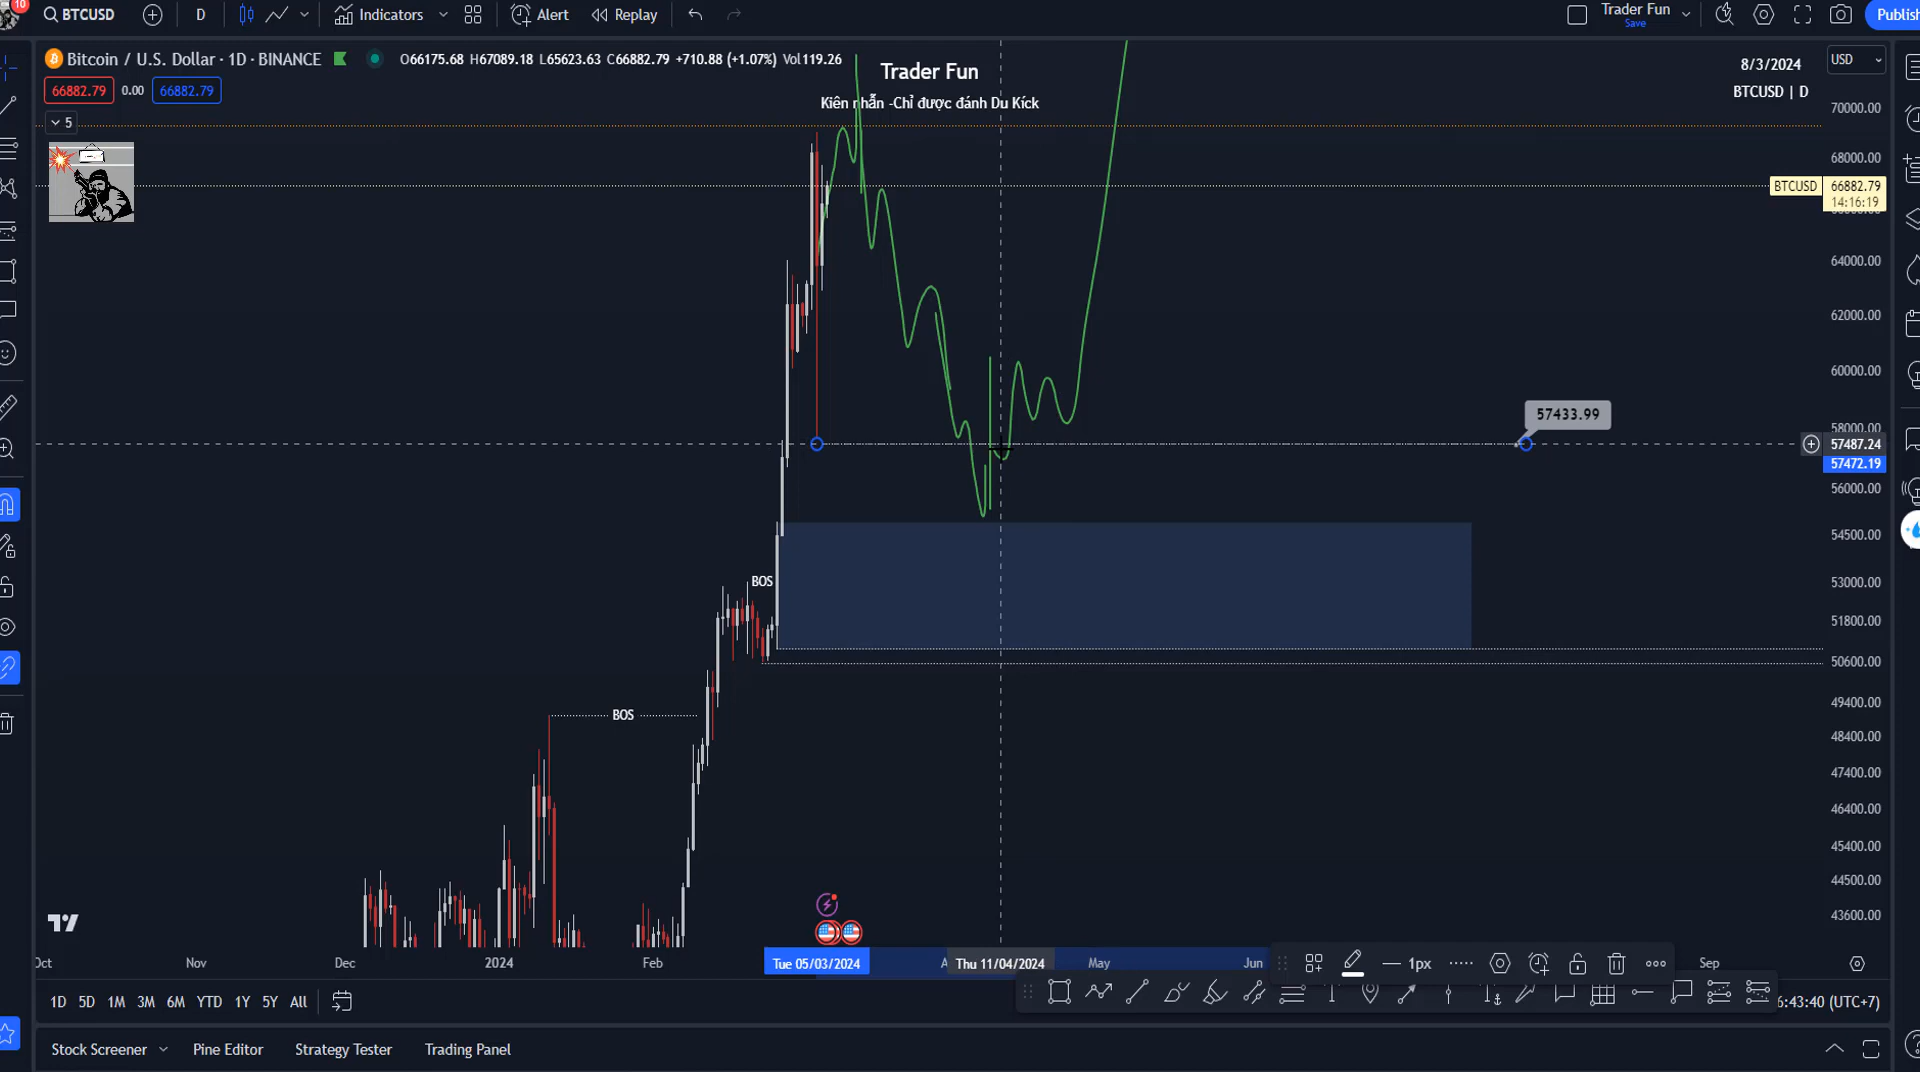 10
BTCUSD
D
Indicators
Alert
Replay
Trader Fun
Save
Publish
Bitcoin / U.S. Dollar · 1D · BINANCE
O66175.68 H67089.18 L65623.63 C66882.79 +710.88 (+1.07%) Vol119.26
66882.79
0.00
66882.79
5
Trader Fun
Kiên nhẫn -Chỉ được đánh Du Kích
8/3/2024
BTCUSD | D
USD
70000.00
68000.00
BTCUSD
66882.79
14:16:19
64000.00
62000.00
60000.00
57433.99
58000.00
57487.24
57472.19
56000.00
54500.00
BOS
53000.00
51800.00
50600.00
49400.00
BOS
48400.00
47400.00
46400.00
45400.00
44500.00
43600.00
Oct
Nov
Dec
2024
Feb
Tue 05/03/2024
A
Thu 11/04/2024
May
Jun
1px
Sep
1D
5D
1M
3M
6M
YTD
1Y
5Y
All
6:43:40 (UTC+7)
Stock Screener
Pine Editor
Strategy Tester
Trading Panel